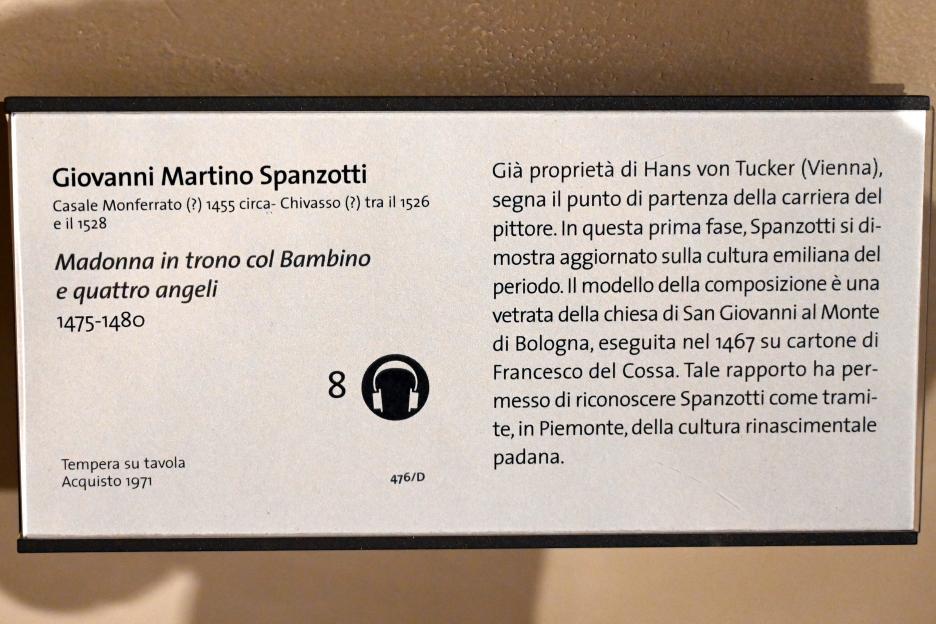 Giovanni Martino Spanzotti
Casale Monferrato (?) 1455 circa- Chivasso (?) tra il 1526
e il 1528
Madonna in trono col Bambino
e quattro angeli
1475-1480
8
Tempera su tavola
Acquisto 1971
476/D
Già proprietà di Hans von Tucker (Vienna),
segna il punto di partenza della carriera del
pittore. In questa prima fase, Spanzotti si di-
mostra aggiornato sulla cultura emiliana del
periodo. Il modello della composizione è una
vetrata della chiesa di San Giovanni al Monte
di Bologna, eseguita nel 1467 su cartone di
Francesco del Cossa. Tale rapporto ha per-
messo di riconoscere Spanzotti come trami-
te, in Piemonte, della cultura rinascimentale
padana.